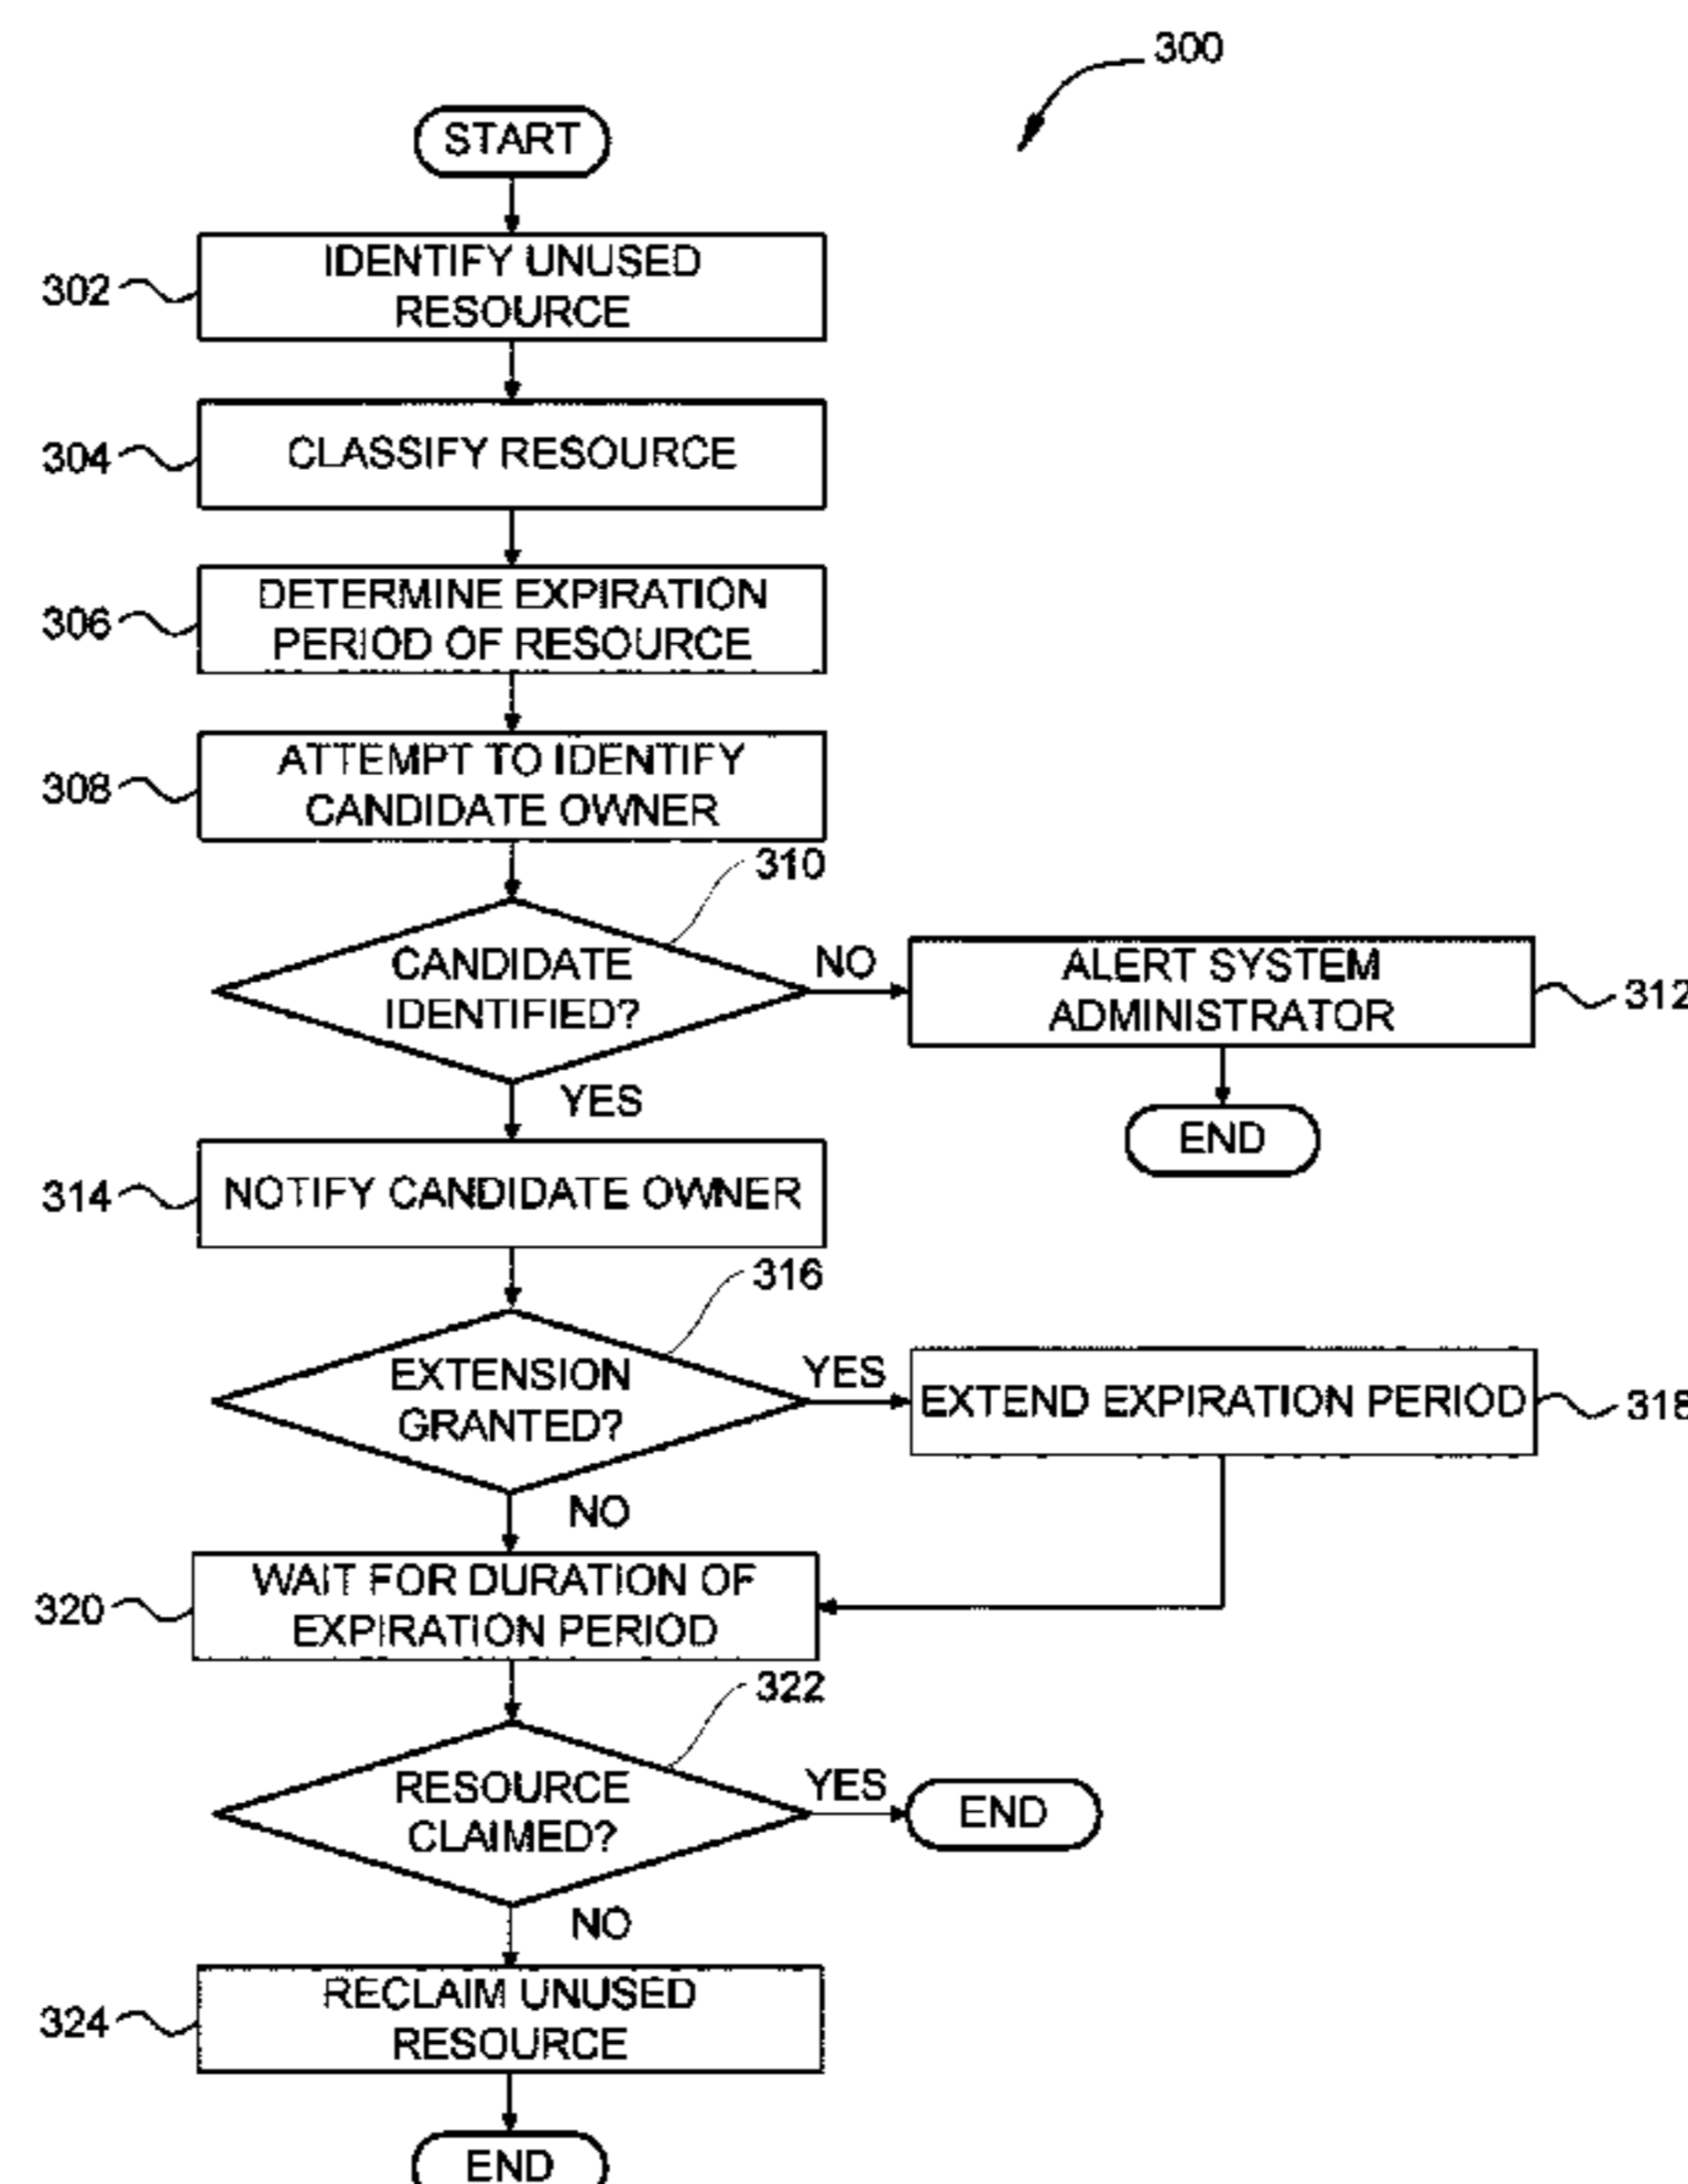 300
START
302
IDENTIFY UNUSED
RESOURCE
304
CLASSIFY RESOURCE
306
DETERMINE EXPIRATION
PERIOD OF RESOURCE
308
ATTEMPT TO IDENTIFY
CANDIDATE OWNER
310
CANDIDATE
IDENTIFIED?
NO
ALERT SYSTEM
ADMINISTRATOR
312
YES
END
314
NOTIFY CANDIDATE OWNER
316
EXTENSION
GRANTED?
YES
EXTEND EXPIRATION PERIOD
318
NO
320
WAIT FOR DURATION OF
EXPIRATION PERIOD
322
RESOURCE
CLAIMED?
YES
END
NO
324
RECLAIM UNUSED
RESOURCE
END